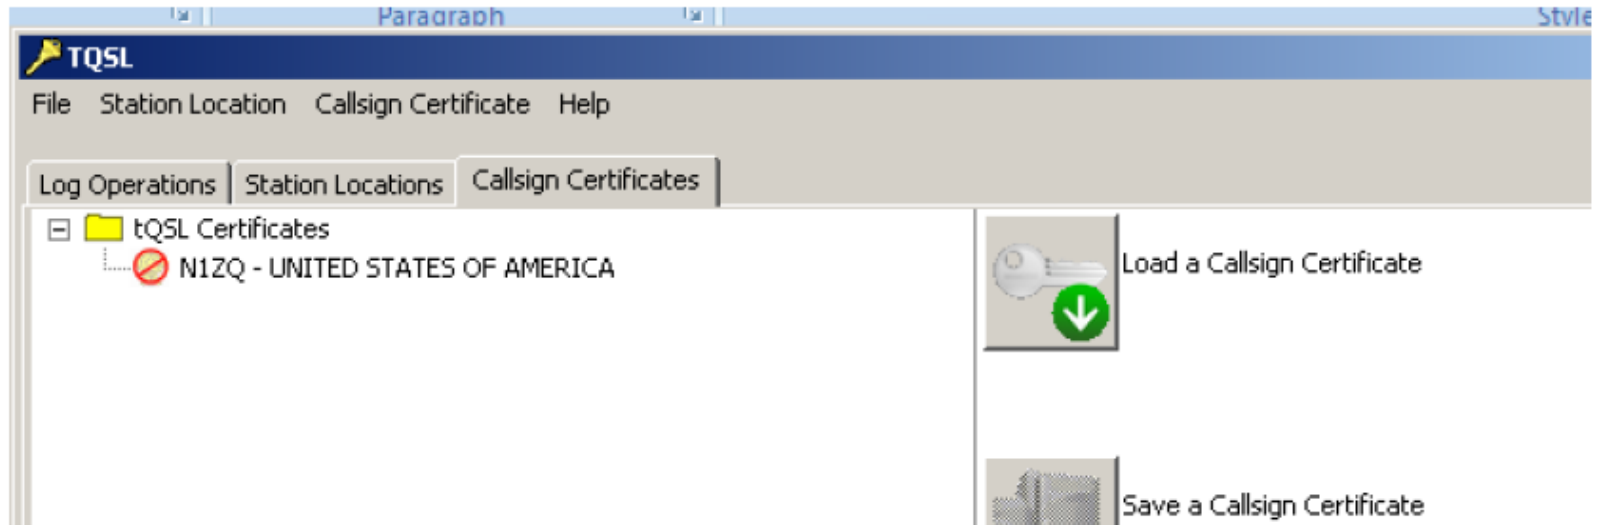 Paragraph Style
TQSL
File Station Location Callsign Certificate Help
Log Operations Station Locations Callsign Certificates
tQSL Certificates
N1ZQ - UNITED STATES OF AMERICA
Load a Callsign Certificate
Save a Callsign Certificate